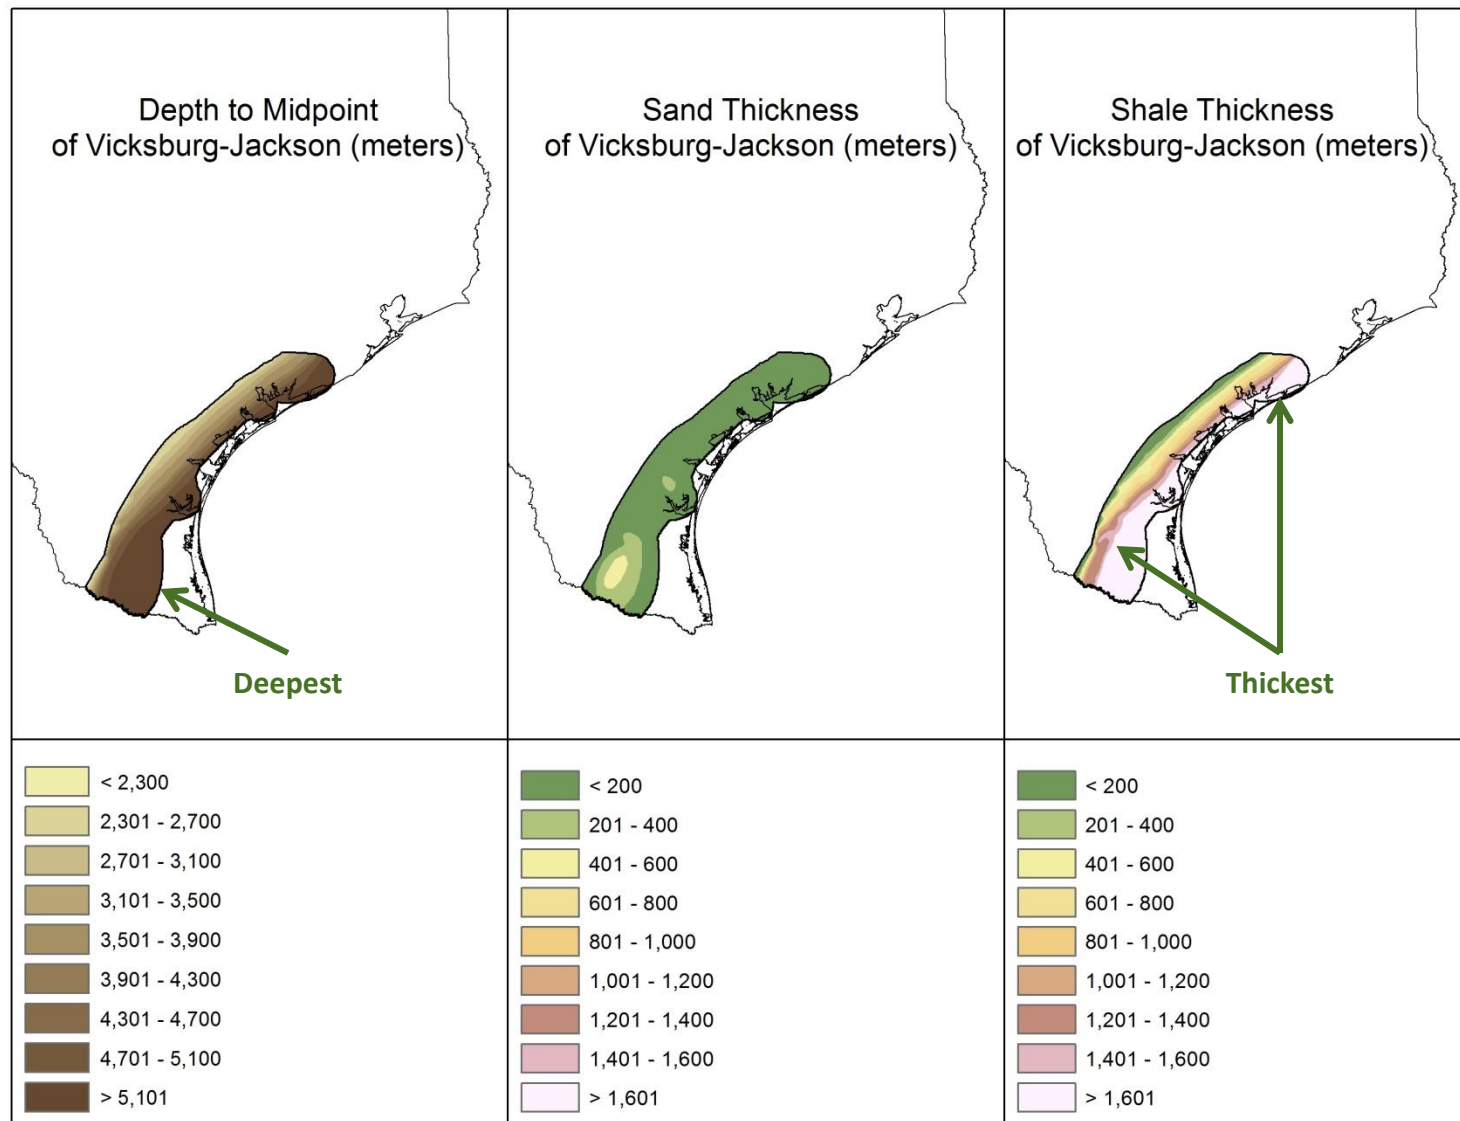 Depth to Midpoint
of Vicksburg-Jackson (meters)
Deepest
< 2,300
2,301 - 2,700
2,701 - 3,100
3,101 - 3,500
3,501 - 3,900
3,901 - 4,300
4,301 - 4,700
4,701 - 5,100
> 5,101
Sand Thickness
of Vicksburg-Jackson (meters)
< 200
201 - 400
401 - 600
601 - 800
801 - 1,000
1,001 - 1,200
1,201 - 1,400
1,401 - 1,600
> 1,601
Shale Thickness
of Vicksburg-Jackson (meters)
Thickest
< 200
201 - 400
401 - 600
601 - 800
801 - 1,000
1,001 - 1,200
1,201 - 1,400
1,401 - 1,600
> 1,601